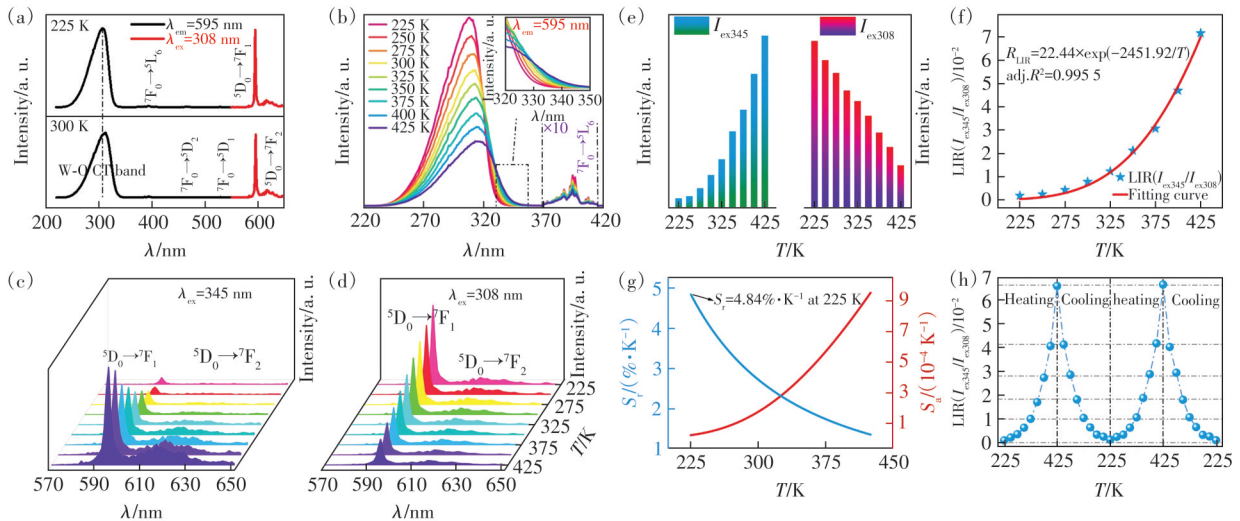 (a)
225 K
λem=595 nm
λex=308 nm
⁷F₀→⁵L₆
⁵D₀→⁷F₁
300 K
W-O CT band
⁷F₀→⁵D₂
⁷F₀→⁵D₁
⁵D₀→⁷F₂
Intensity/a. u.
200 300 400 500 600
λ/nm
(b)
λem=595 nm
225 K
250 K
275 K
300 K
325 K
350 K
375 K
400 K
425 K
Intensity/a. u.
320 330 340 350
×10
⁷F₀→⁵L₆
Intensity/a. u.
220 270 320 370 420
λ/nm
(e)
Iex345
Iex308
Intensity/a. u.
225 275 325 375 425 225 275 325 375 425
T/K
(f)
RLIR=22.44×exp(−2451.92/T)
adj.R²=0.995 5
LIR(Iex345/Iex308)
Fitting curve
LIR(Iex345/Iex308)/10⁻²
7
6
5
4
3
2
1
0
225 275 325 375 425
T/K
(c)
λex=345 nm
⁵D₀→⁷F₁
⁵D₀→⁷F₂
Intensity/a. u.
570 590 610 630 650
λ/nm
(d)
λex=308 nm
⁵D₀→⁷F₁
⁵D₀→⁷F₂
Intensity/a. u.
225
275
325
375
425
T/K
570 590 610 630 650
λ/nm
(g)
Sr=4.84%·K⁻¹ at 225 K
Sr/(%·K⁻¹)
5
4
3
2
1
Sa/(10⁻⁴ K⁻¹)
9
7
5
3
1
225 300 375 450
T/K
(h)
Heating Cooling heating Cooling
LIR(Iex345/Iex308)/10⁻²
7
6
5
4
3
2
1
0
225 425 225 425 225
T/K